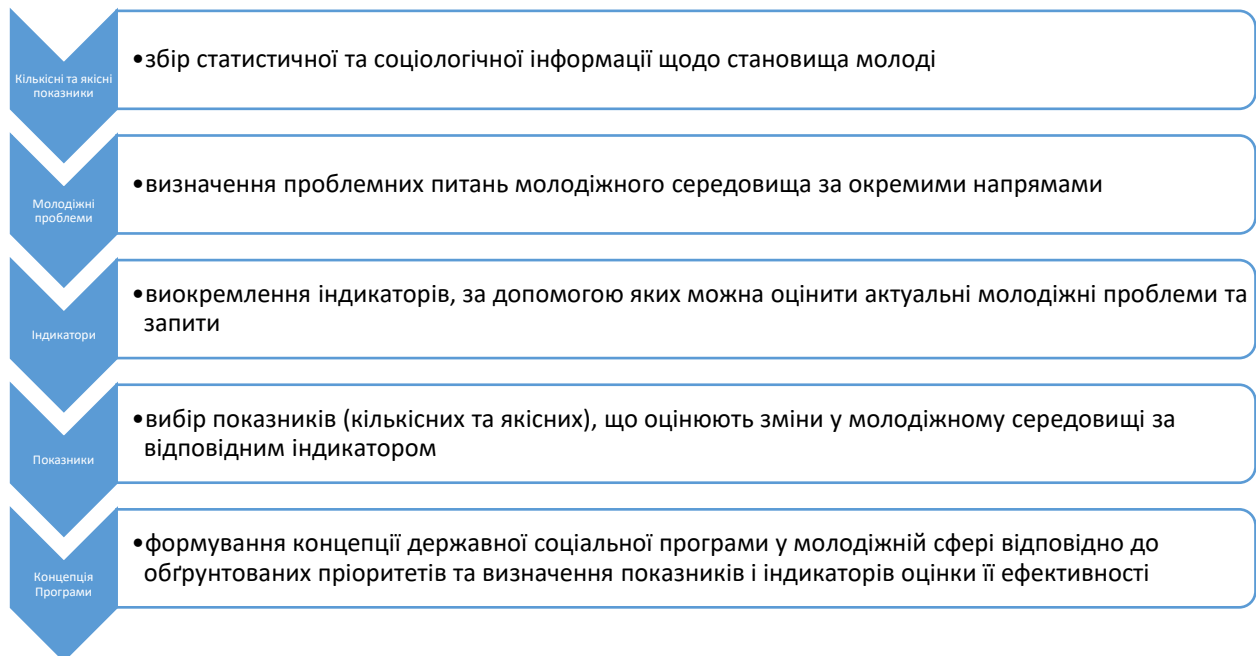 Кількісні та якісні
показники
•збір статистичної та соціологічної інформації щодо становища молоді
Молодіжні
проблеми
•визначення проблемних питань молодіжного середовища за окремими напрямами
Індикатори
•виокремлення індикаторів, за допомогою яких можна оцінити актуальні молодіжні проблеми та
запити
Показники
•вибір показників (кількісних та якісних), що оцінюють зміни у молодіжному середовищі за
відповідним індикатором
Концепція
Програми
•формування концепції державної соціальної програми у молодіжній сфері відповідно до
обґрунтованих пріоритетів та визначення показників і індикаторів оцінки її ефективності